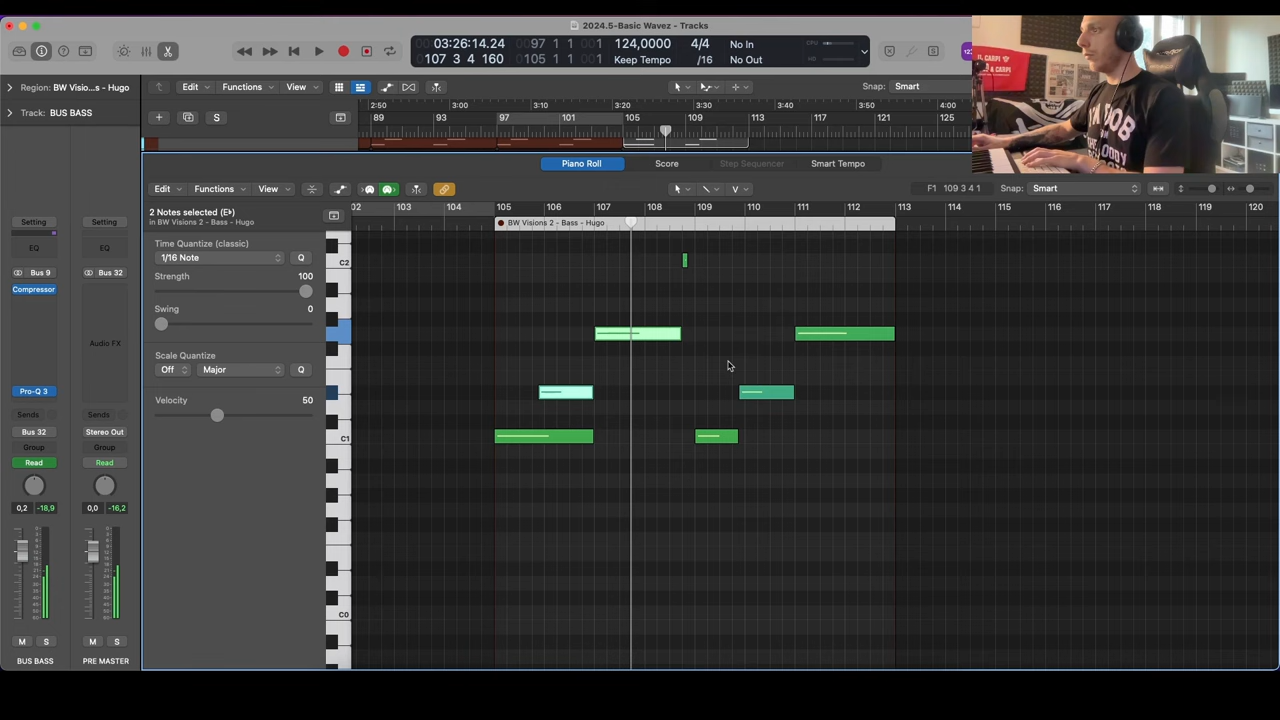 2024.5-Basic Wavez - Tracks
03:26:14.24
107 3 4 160
0097 1 1 001
0105 1 1 001
124,0000
Keep Tempo
4/4
/16
No In
No Out
CPU
HD
Region: BW Visio...s - Hugo
Track: BUS BASS
Edit
Functions
View
Snap: Smart
2:50 3:00 3:10 3:20 3:30 3:40 3:50 4:00
89 93 97 101 105 109 113 117 121 125
S
Piano Roll
Score
Step Sequencer
Smart Tempo
Edit
Functions
View
F1 109 3 4 1
Snap: Smart
2 Notes selected (E♭)
in BW Visions 2 - Bass - Hugo
02 103 104 105 106 107 108 109 110 111 112 113 114 115 116 117 118 119 120
BW Visions 2 - Bass - Hugo
Time Quantize (classic)
1/16 Note
Q
Strength 100
Swing 0
Scale Quantize
Off
Major
Q
Velocity 50
C2
C1
C0
Setting
Setting
EQ
EQ
Bus 9
Bus 32
Compressor
Audio FX
Pro-Q 3
Sends
Sends
Bus 32
Stereo Out
Group
Group
Read
Read
0,2 -18,9
0,0 -16,2
M S
M S
BUS BASS
PRE MASTER